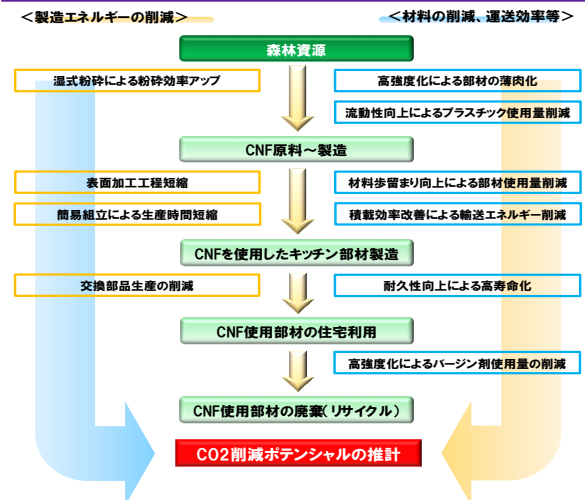 ＜製造エネルギーの削減＞
＜材料の削減、運送効率等＞
森林資源
湿式粉砕による粉砕効率アップ
高強度化による部材の薄肉化
流動性向上によるプラスチック使用量削減
CNF原料～製造
表面加工工程短縮
材料歩留まり向上による部材使用量削減
簡易組立による生産時間短縮
積載効率改善による輸送エネルギー削減
CNFを使用したキッチン部材製造
交換部品生産の削減
耐久性向上による高寿命化
CNF使用部材の住宅利用
高強度化によるバージン剤使用量の削減
CNF使用部材の廃棄（リサイクル）
CO2削減ポテンシャルの推計